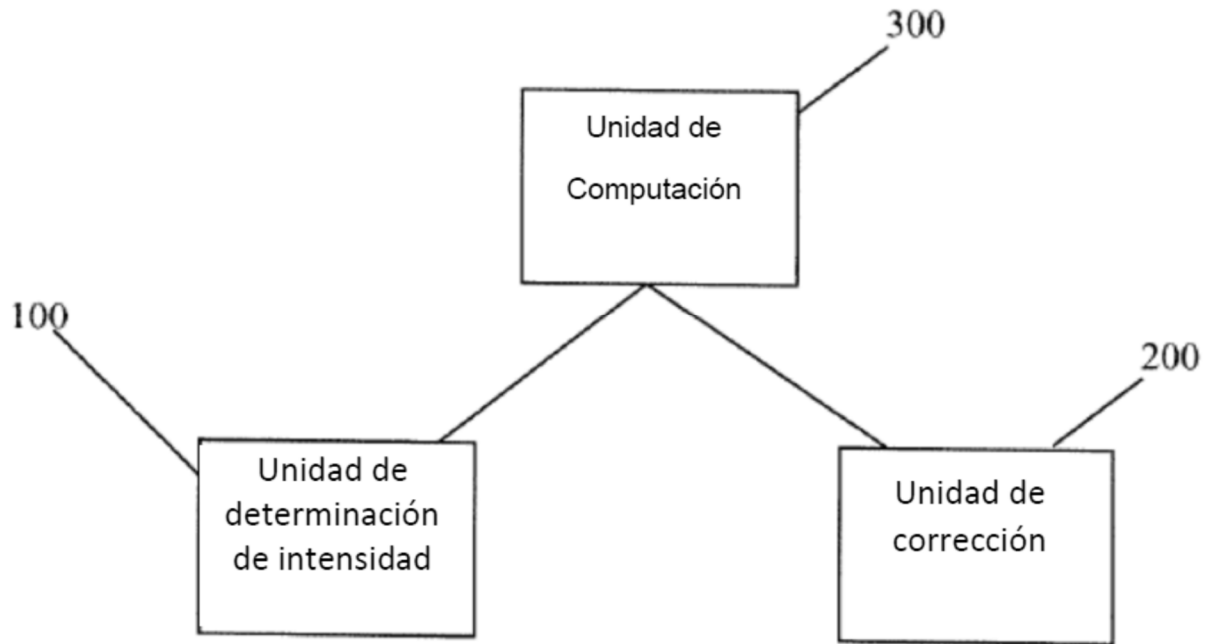 300
Unidad de
Computación
100
200
Unidad de
determinación
de intensidad
Unidad de
corrección